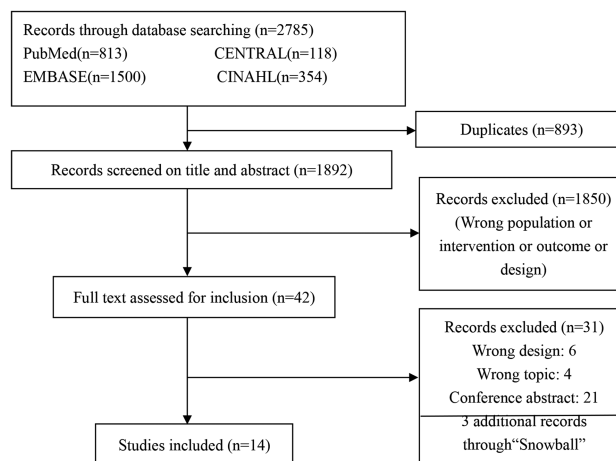 Records through database searching (n=2785)
PubMed(n=813) CENTRAL(n=118)
EMBASE(n=1500) CINAHL(n=354)
Duplicates (n=893)
Records screened on title and abstract (n=1892)
Records excluded (n=1850)
(Wrong population or
intervention or outcome or
design)
Full text assessed for inclusion (n=42)
Records excluded (n=31)
Wrong design: 6
Wrong topic: 4
Conference abstract: 21
3 additional records
through“Snowball”
Studies included (n=14)